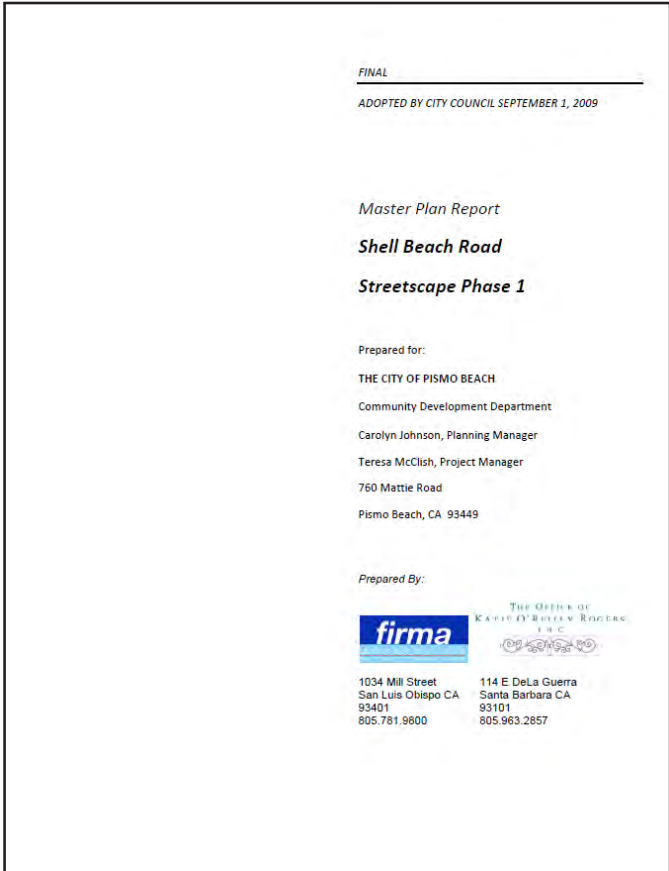 FINAL
ADOPTED BY CITY COUNCIL SEPTEMBER 1, 2009
Master Plan Report
Shell Beach Road
Streetscape Phase 1
Prepared for:
THE CITY OF PISMO BEACH
Community Development Department
Carolyn Johnson, Planning Manager
Teresa McClish, Project Manager
760 Mattie Road
Pismo Beach, CA 93449
Prepared By:
firma
THE OFFICE OF
KATIE O'REILLY ROGERS
INC
1034 Mill Street
San Luis Obispo CA
93401
805.781.9800
114 E DeLa Guerra
Santa Barbara CA
93101
805.963.2857